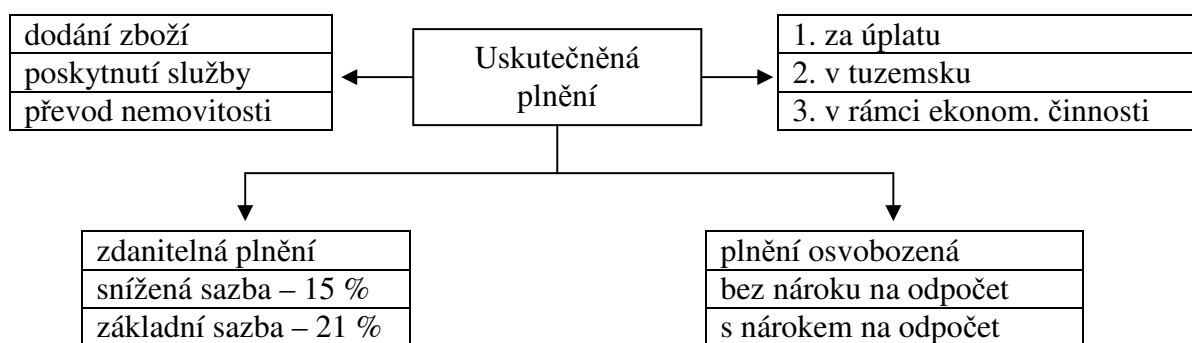 dodání zboží
poskytnutí služby
převod nemovitosti
Uskutečněná
plnění
1. za úplatu
2. v tuzemsku
3. v rámci ekonom. činnosti
zdanitelná plnění
snížená sazba – 15 %
základní sazba – 21 %
plnění osvobozená
bez nároku na odpočet
s nárokem na odpočet